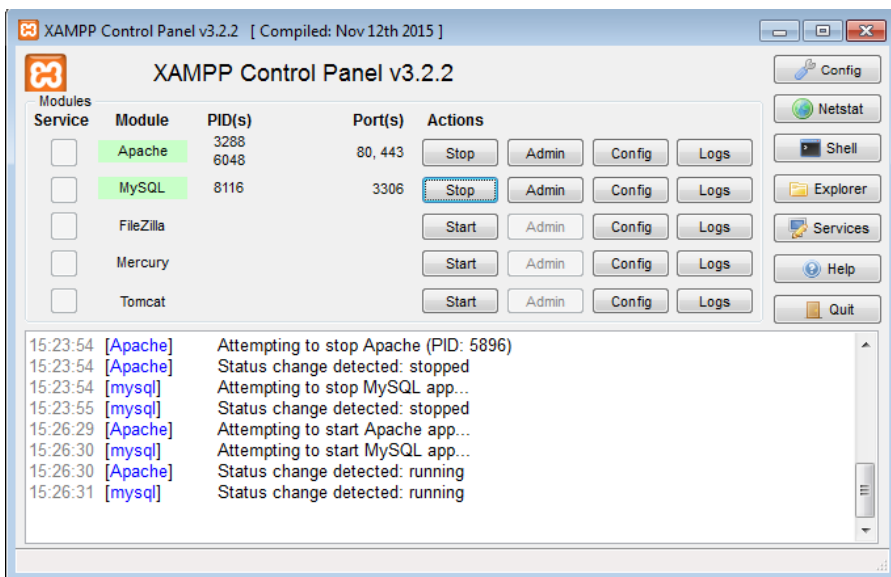 XAMPP Control Panel v3.2.2 [ Compiled: Nov 12th 2015 ]
XAMPP Control Panel v3.2.2
Config
Modules
Service Module PID(s) Port(s) Actions
Netstat
Apache 3288 6048 80, 443 Stop Admin Config Logs
Shell
MySQL 8116 3306 Stop Admin Config Logs
Explorer
FileZilla Start Admin Config Logs
Services
Mercury Start Admin Config Logs
Help
Tomcat Start Admin Config Logs
Quit
15:23:54 [Apache] Attempting to stop Apache (PID: 5896)
15:23:54 [Apache] Status change detected: stopped
15:23:54 [mysql] Attempting to stop MySQL app...
15:23:55 [mysql] Status change detected: stopped
15:26:29 [Apache] Attempting to start Apache app...
15:26:30 [mysql] Attempting to start MySQL app...
15:26:30 [Apache] Status change detected: running
15:26:31 [mysql] Status change detected: running